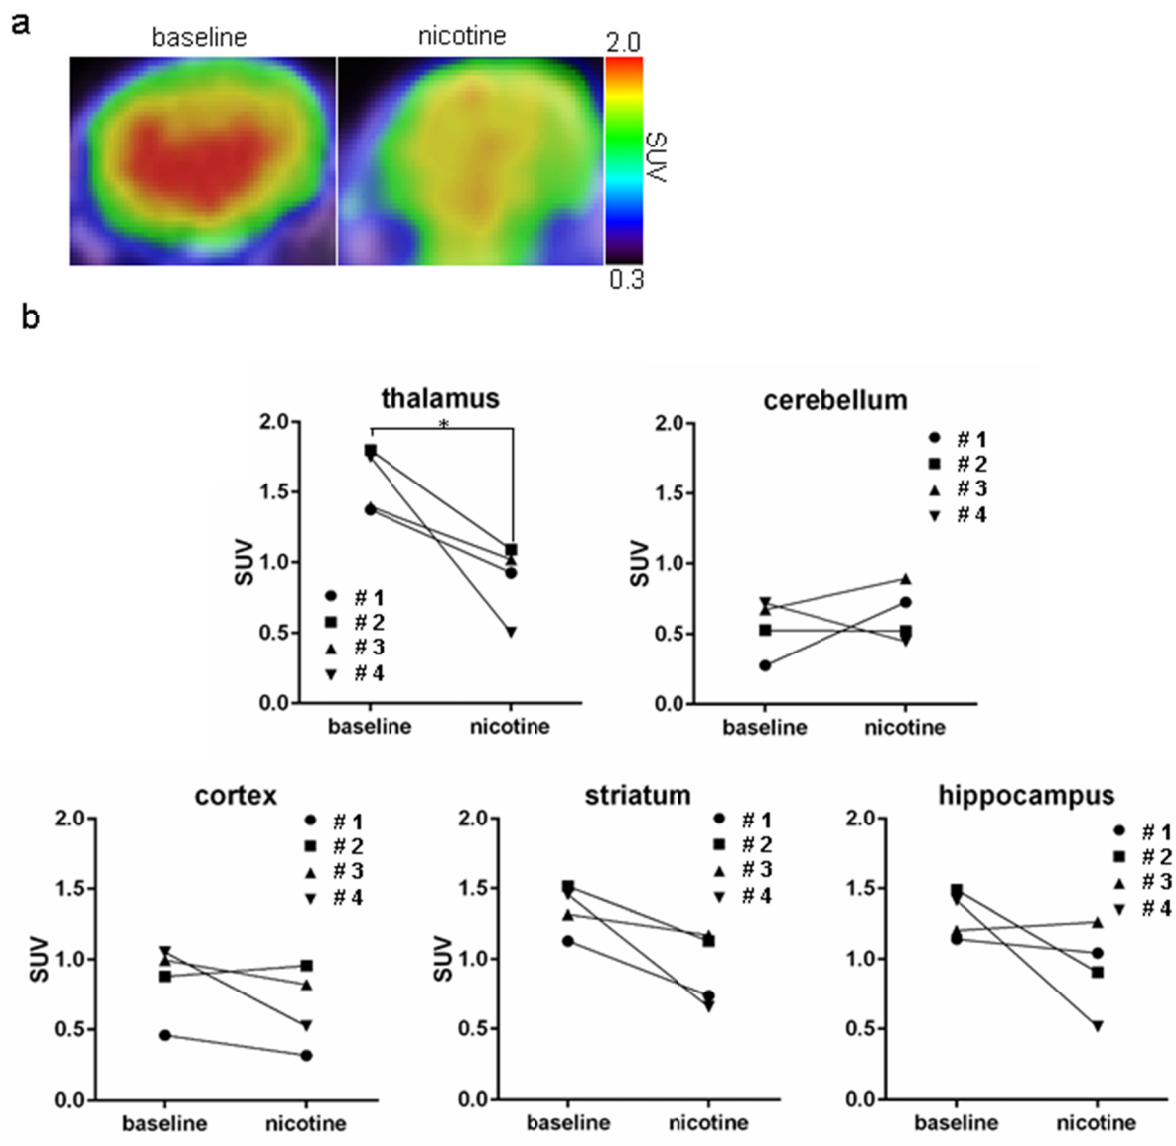 a
baseline
nicotine
2.0
SUV
0.3
b
thalamus
2.0
*
1.5
1.0
0.5
0.0
SUV
# 1
# 2
# 3
# 4
baseline
nicotine
cerebellum
2.0
1.5
1.0
0.5
0.0
SUV
# 1
# 2
# 3
# 4
baseline
nicotine
cortex
2.0
1.5
1.0
0.5
0.0
SUV
# 1
# 2
# 3
# 4
baseline
nicotine
striatum
2.0
1.5
1.0
0.5
0.0
SUV
# 1
# 2
# 3
# 4
baseline
nicotine
hippocampus
2.0
1.5
1.0
0.5
0.0
SUV
# 1
# 2
# 3
# 4
baseline
nicotine